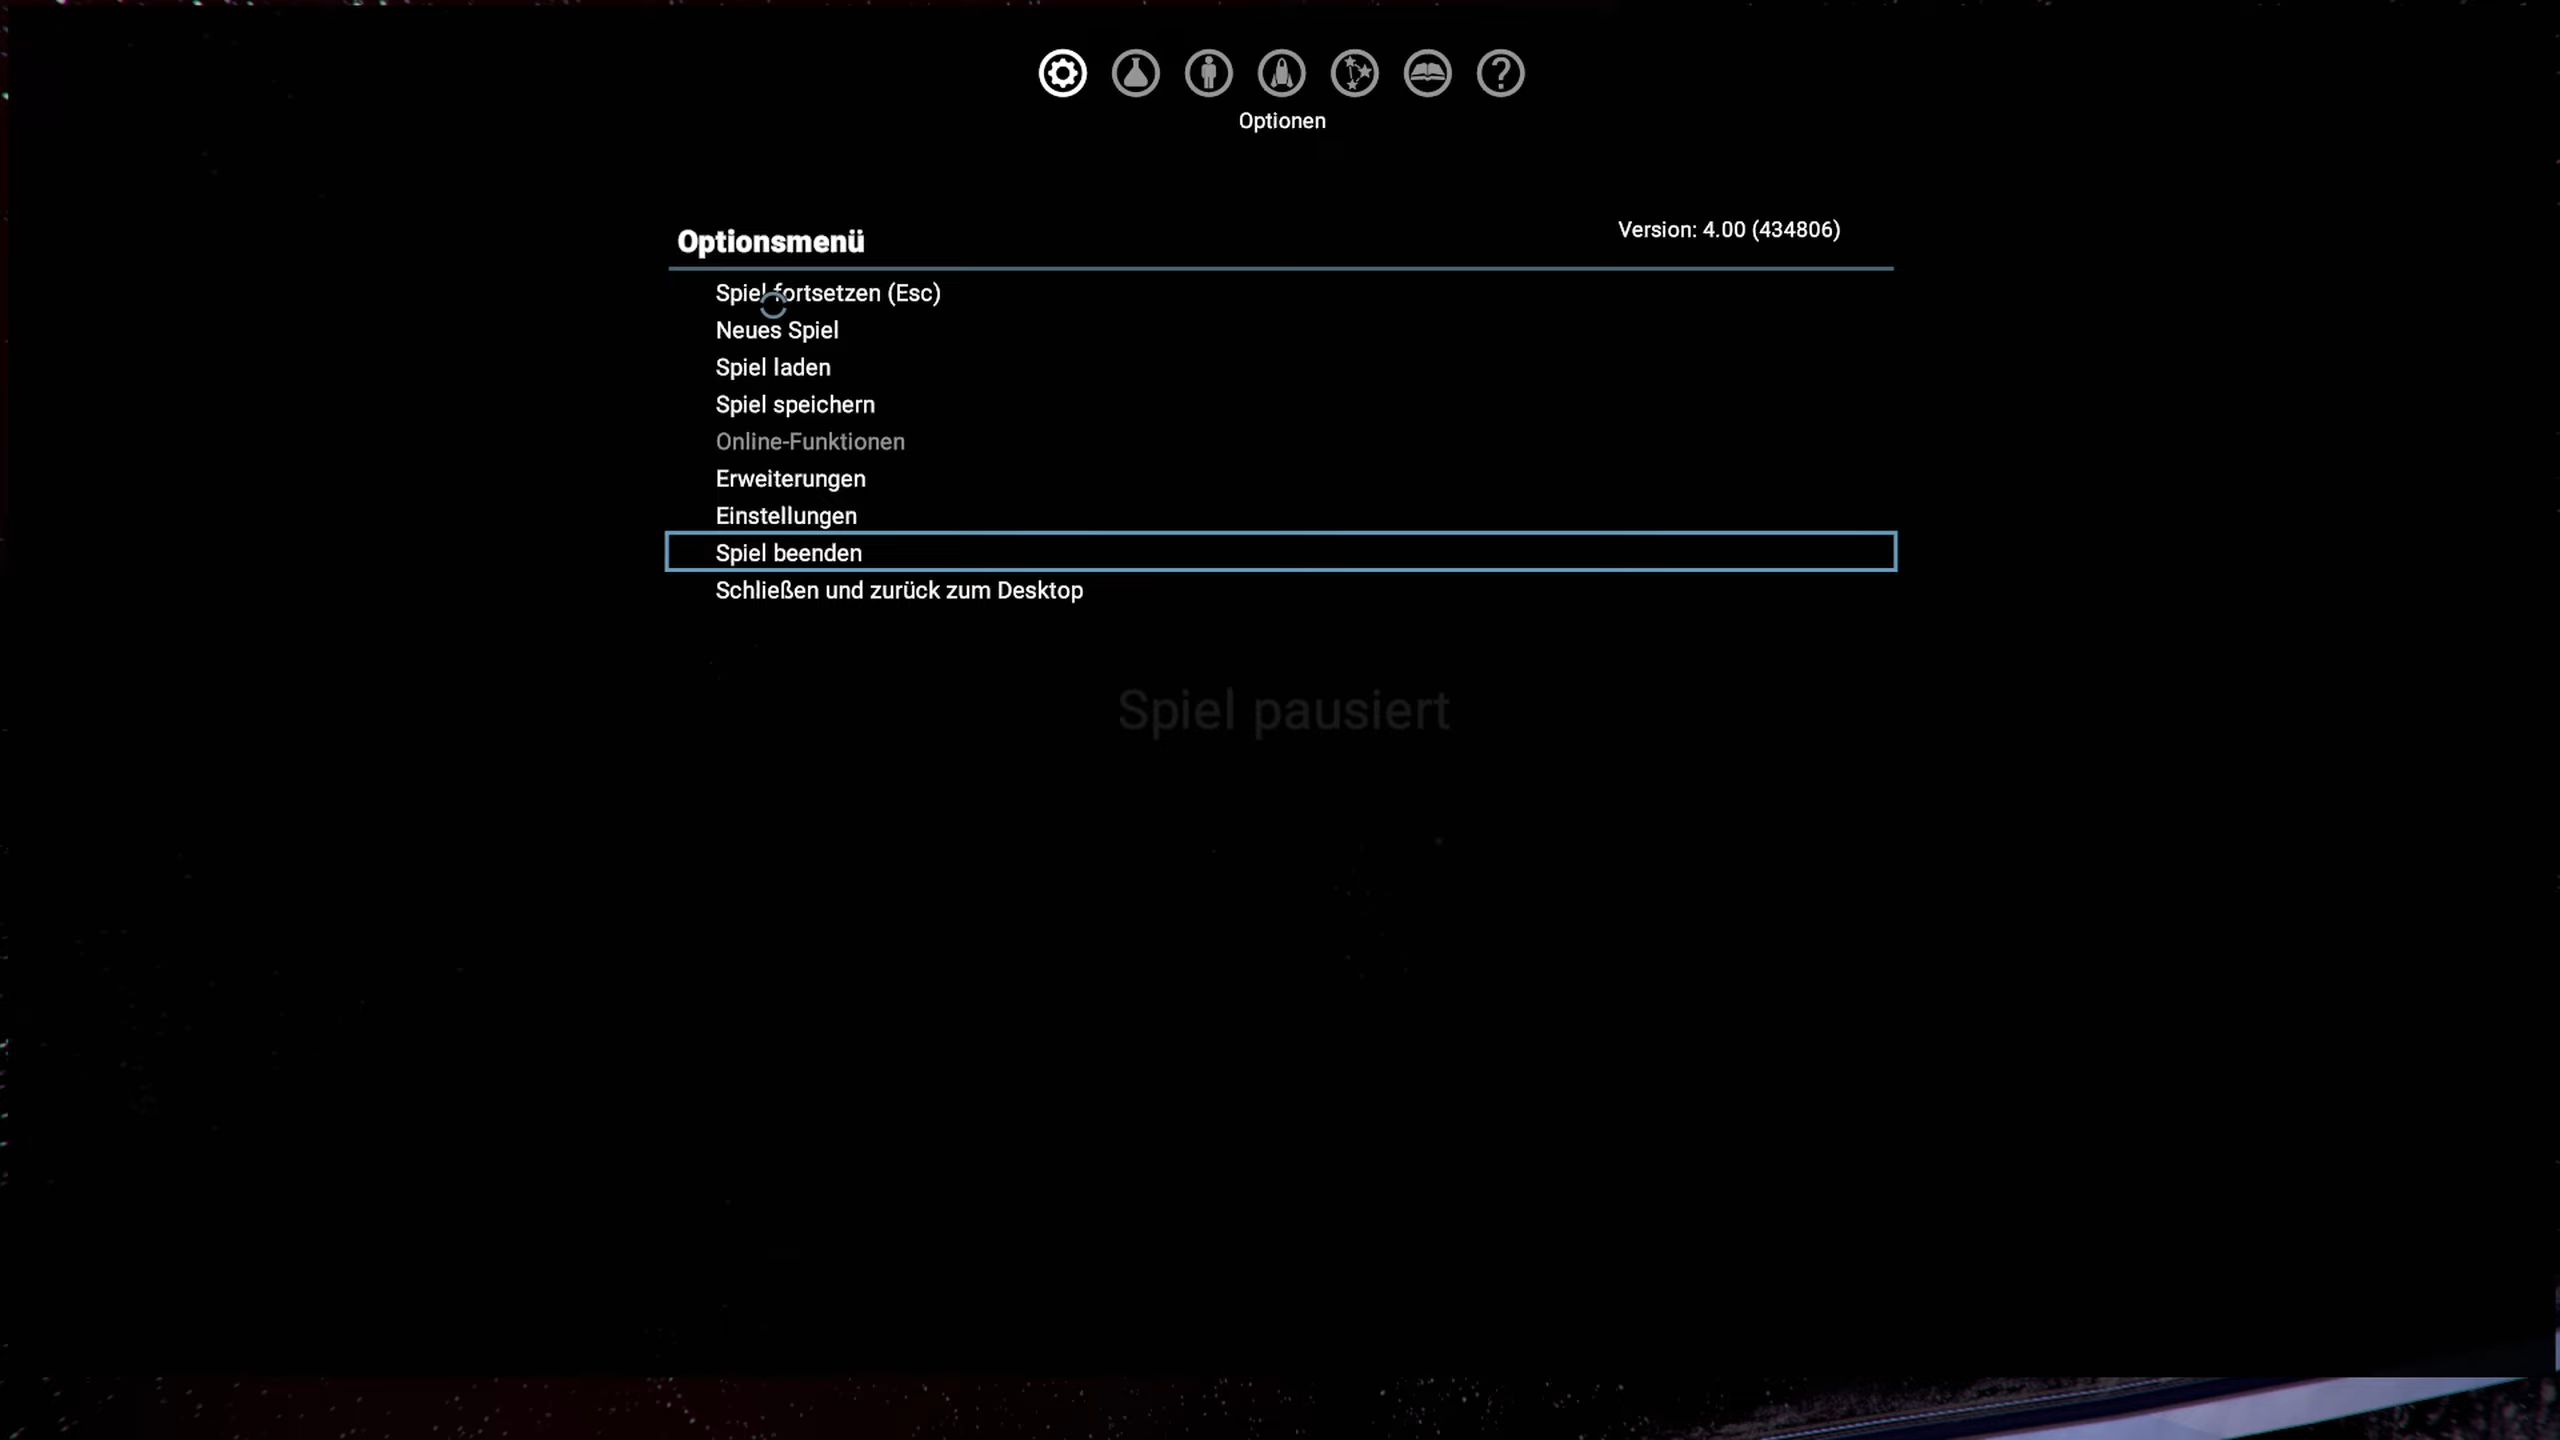 Optionen
Optionsmenü
Version: 4.00 (434806)
Spiel fortsetzen (Esc)
Neues Spiel
Spiel laden
Spiel speichern
Online-Funktionen
Erweiterungen
Einstellungen
Spiel beenden
Schließen und zurück zum Desktop
Spiel pausiert